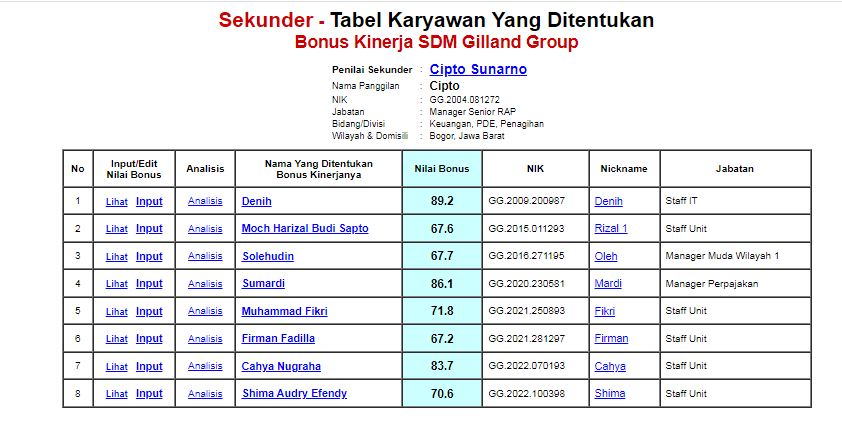 Sekunder - Tabel Karyawan Yang Ditentukan
Bonus Kinerja SDM Gilland Group
Penilai Sekunder : Cipto Sunarno
Nama Panggilan : Cipto
NIK : GG.2004.081272
Jabatan : Manager Senior RAP
Bidang/Divisi : Keuangan, PDE, Penagihan
Wilayah & Domisili : Bogor, Jawa Barat
No Input/Edit Nilai Bonus Analisis Nama Yang Ditentukan Bonus Kinerjanya Nilai Bonus NIK Nickname Jabatan
1 Lihat Input Analisis Denih 89.2 GG.2009.200987 Denih Staff IT
2 Lihat Input Analisis Moch Harizal Budi Sapto 67.6 GG.2015.011293 Rizal 1 Staff Unit
3 Lihat Input Analisis Solehudin 67.7 GG.2016.271195 Oleh Manager Muda Wilayah 1
4 Lihat Input Analisis Sumardi 86.1 GG.2020.230581 Mardi Manager Perpajakan
5 Lihat Input Analisis Muhammad Fikri 71.8 GG.2021.250893 Fikri Staff Unit
6 Lihat Input Analisis Firman Fadilla 67.2 GG.2021.281297 Firman Staff Unit
7 Lihat Input Analisis Cahya Nugraha 83.7 GG.2022.070193 Cahya Staff Unit
8 Lihat Input Analisis Shima Audry Efendy 70.6 GG.2022.100398 Shima Staff Unit